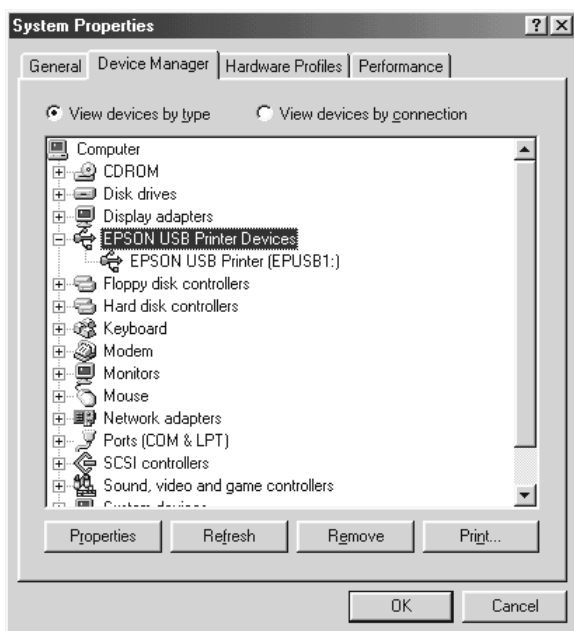 System Properties
General Device Manager Hardware Profiles Performance
View devices by type View devices by connection
Computer
CDROM
Disk drives
Display adapters
EPSON USB Printer Devices
EPSON USB Printer (EPUSB1:)
Floppy disk controllers
Hard disk controllers
Keyboard
Modem
Monitors
Mouse
Network adapters
Ports (COM & LPT)
SCSI controllers
Sound, video and game controllers
Properties Refresh Remove Print...
OK Cancel